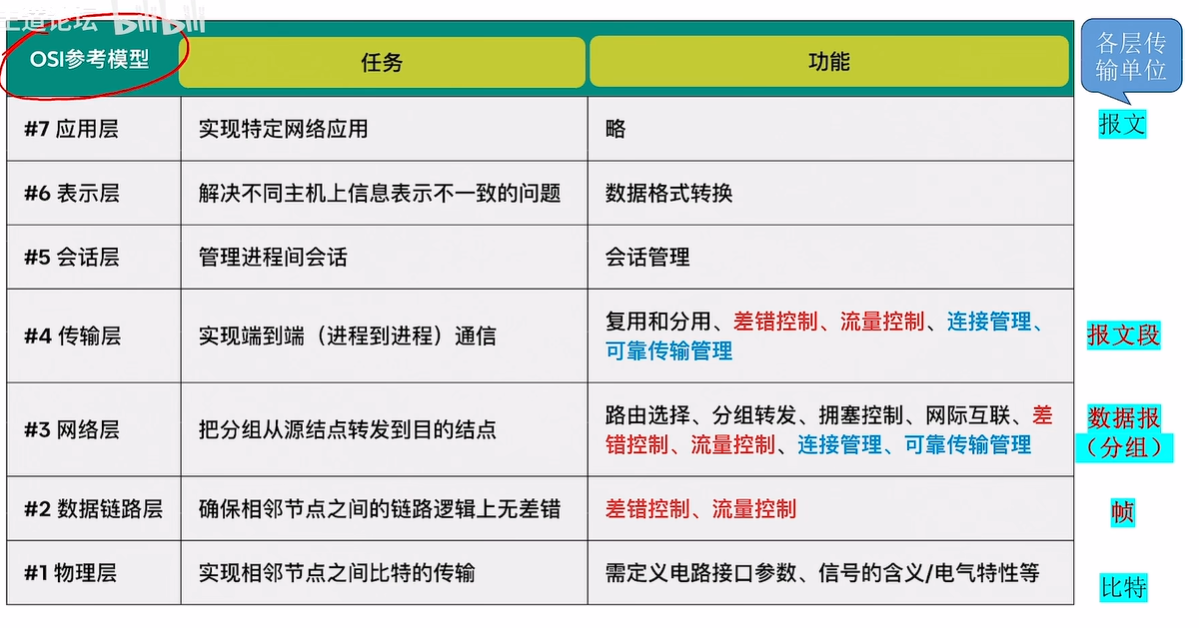 王道论坛 bilibili
OSI参考模型
任务
功能
各层传
输单位
#7 应用层
实现特定网络应用
略
报文
#6 表示层
解决不同主机上信息表示不一致的问题
数据格式转换
#5 会话层
管理进程间会话
会话管理
#4 传输层
实现端到端（进程到进程）通信
复用和分用、差错控制、流量控制、连接管理、
可靠传输管理
报文段
#3 网络层
把分组从源结点转发到目的结点
路由选择、分组转发、拥塞控制、网际互联、差
错控制、流量控制、连接管理、可靠传输管理
数据报
（分组）
#2 数据链路层
确保相邻节点之间的链路逻辑上无差错
差错控制、流量控制
帧
#1 物理层
实现相邻节点之间比特的传输
需定义电路接口参数、信号的含义/电气特性等
比特